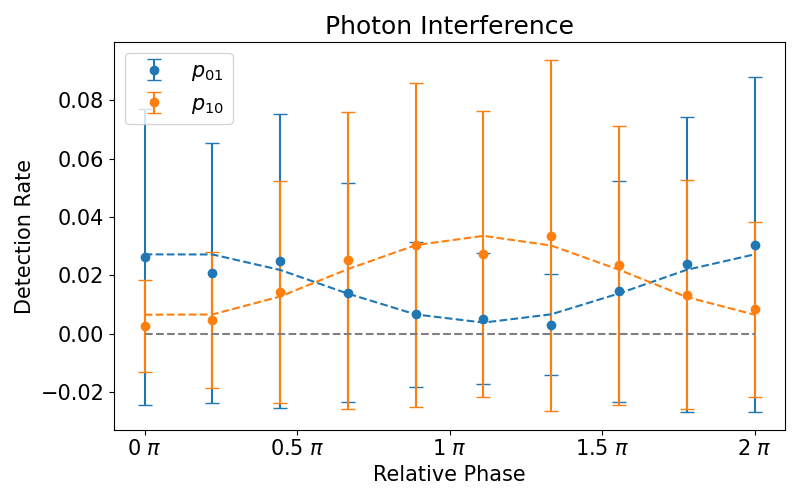 Photon Interference
p01
p10
Detection Rate
0.08
0.06
0.04
0.02
0.00
−0.02
0 π
0.5 π
1 π
1.5 π
2 π
Relative Phase